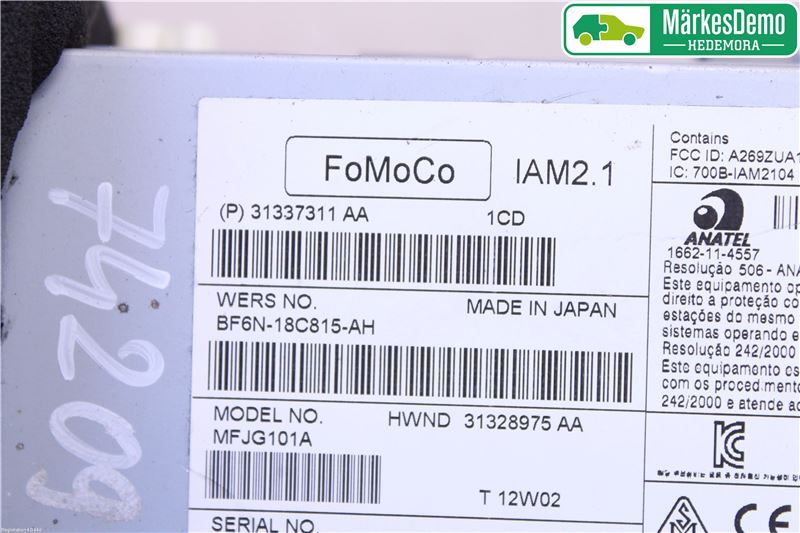 MärkesDemo
HEDEMORA
FoMoCo
IAM2.1
(P) 31337311 AA 1CD
WERS NO. MADE IN JAPAN
BF6N-18C815-AH
MODEL NO. HWND 31328975 AA
MFJG101A
T 12W02
SERIAL NO.
Contains
FCC ID: A269ZUA1
IC: 700B-IAM2104
ANATEL
1662-11-4557
Resolução 506 - ANA
Este equipamento op
direito à proteção co
estações do mesmo
sistemas operando e
Resolução 242/2000
Este equipamento es
com os procedimento
242/2000 e atende ao
CE
74209